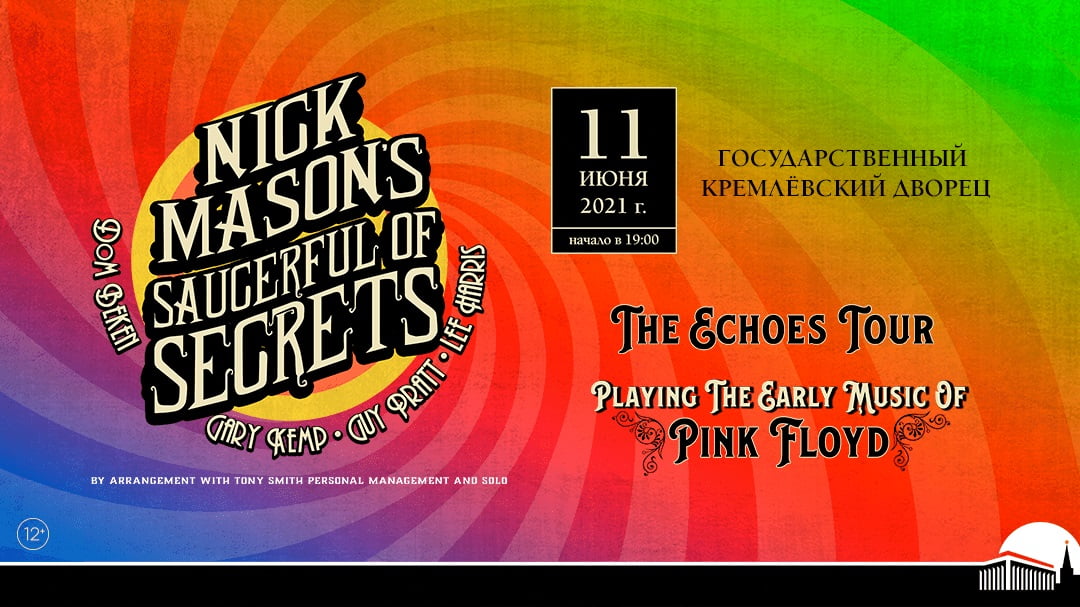 NICK
MASON'S
SAUCERFUL OF
SECRETS
DOM BEKEN
GARY KEMP • GUY PRATT • LEE HARRIS
BY ARRANGEMENT WITH TONY SMITH PERSONAL MANAGEMENT AND SOLO
12+
11
ИЮНЯ
2021 г.
начало в 19:00
ГОСУДАРСТВЕННЫЙ
КРЕМЛЁВСКИЙ ДВОРЕЦ
THE ECHOES TOUR
PLAYING THE EARLY MUSIC OF
PINK FLOYD